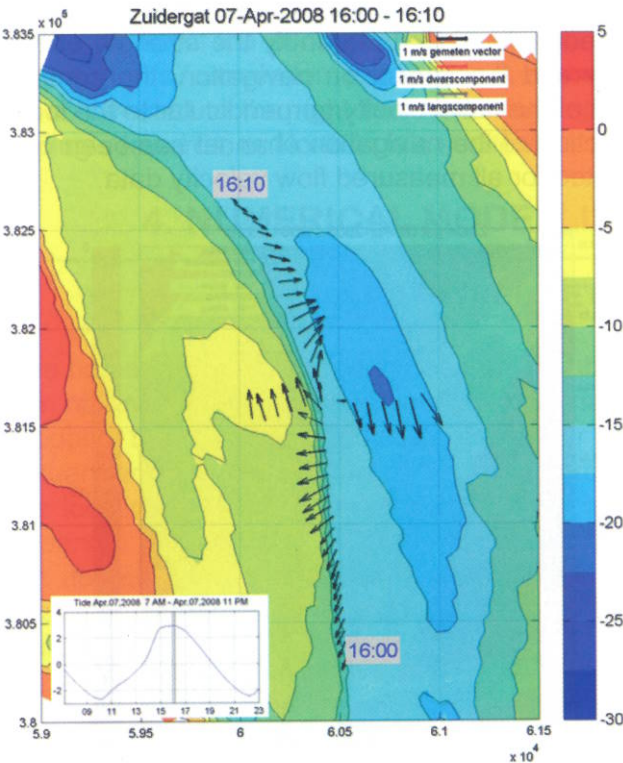 Zuidergat 07-Apr-2008 16:00 - 16:10
x 10
3.835
3.83
3.825
3.82
3.815
3.81
3.805
3.8
1 m/s gemeten vector
1 m/s dwarscomponent
1 m/s langscomponent
16:10
16:00
Tide Apr.07,2008 7 AM - Apr.07,2008 11 PM
4
2
0
-2
09 11 13 15 17 19 21 23
5.9 5.95 6 6.05 6.1 6.15
x 10⁴
5
0
-5
-10
-15
-20
-25
-30